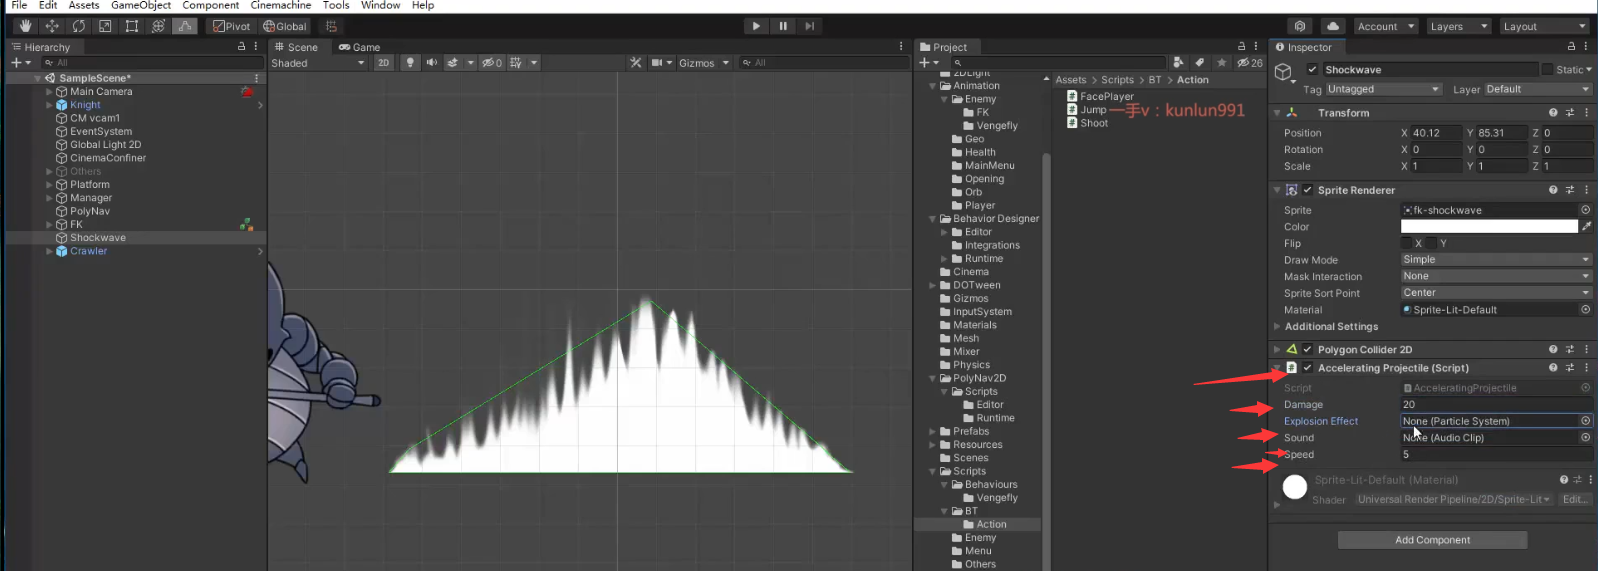 File Edit Assets GameObject Component Cinemachine Tools Window Help
Pivot Global Account Layers Layout
Hierarchy
All
SampleScene*
Main Camera
Knight
CM vcam1
EventSystem
Global Light 2D
CinemaConfiner
Others
Platform
Manager
PolyNav
FK
Shockwave
Crawler
Scene Game
Shaded 2D 0 Gizmos All
Project
26
2DLight
Animation
Enemy
FK
Vengefly
Geo
Health
MainMenu
Opening
Orb
Player
Behavior Designer
Editor
Integrations
Runtime
Cinema
DOTween
Gizmos
InputSystem
Materials
Mesh
Mixer
Physics
PolyNav2D
Scripts
Editor
Runtime
Prefabs
Resources
Scenes
Scripts
Behaviours
Vengefly
BT
Action
Enemy
Menu
Others
Assets Scripts BT Action
FacePlayer
Jump
一手v：kunlun991
Shoot
Inspector
Shockwave Static
Tag Untagged Layer Default
Transform
Position X 40.12 Y 85.31 Z 0
Rotation X 0 Y 0 Z 0
Scale X 1 Y 1 Z 1
Sprite Renderer
Sprite fk-shockwave
Color
Flip X Y
Draw Mode Simple
Mask Interaction None
Sprite Sort Point Center
Material Sprite-Lit-Default
Additional Settings
Polygon Collider 2D
Accelerating Projectile (Script)
Script AcceleratingProjectile
Damage 20
Explosion Effect None (Particle System)
Sound None (Audio Clip)
Speed 5
Sprite-Lit-Default (Material)
Shader Universal Render Pipeline/2D/Sprite-Lit Edit...
Add Component